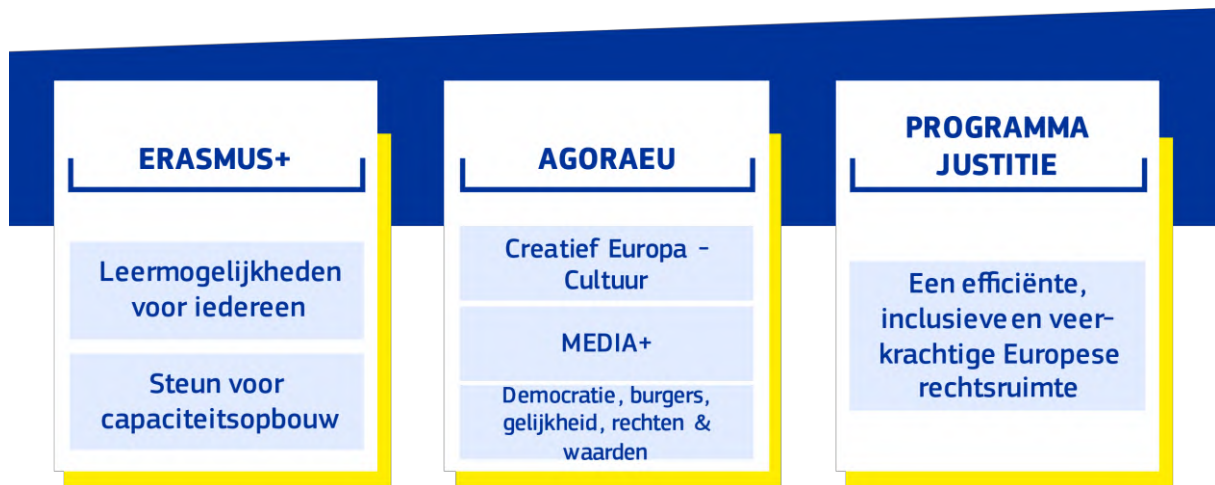 ERASMUS+
Leermogelijkheden
voor iedereen
Steun voor
capaciteitsopbouw
AGORAEU
Creatief Europa -
Cultuur
MEDIA+
Democratie, burgers,
gelijkheid, rechten &
waarden
PROGRAMMA
JUSTITIE
Een efficiënte,
inclusieve en veer-
krachtige Europese
rechtsruimte